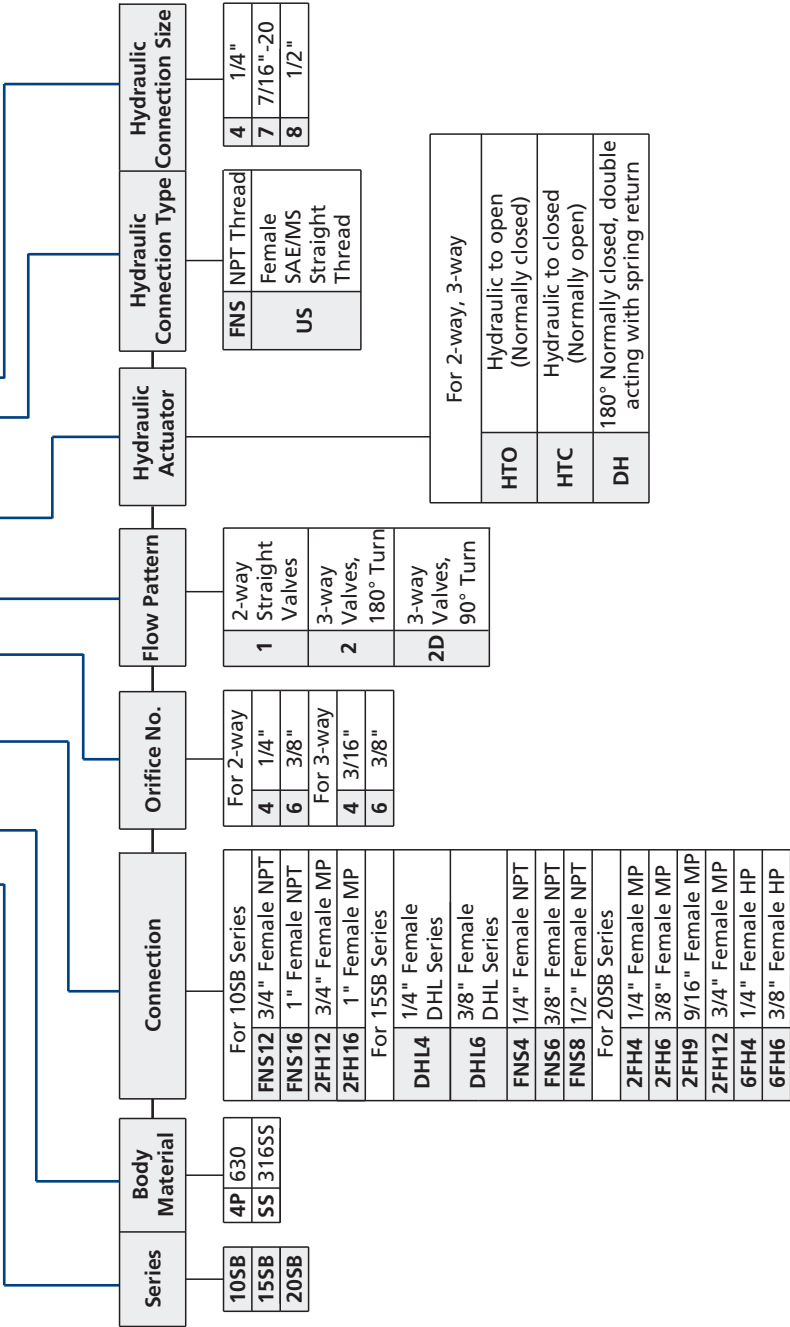 Series
10SB
15SB
20SB
Body
Material
4P 630
SS 316SS
Connection
For 10SB Series
FNS12 3/4" Female NPT
FNS16 1" Female NPT
2FH12 3/4" Female MP
2FH16 1" Female MP
For 15SB Series
DHL4 1/4" Female
DHL Series
DHL6 3/8" Female
DHL Series
FNS4 1/4" Female NPT
FNS6 3/8" Female NPT
FNS8 1/2" Female NPT
For 20SB Series
2FH4 1/4" Female MP
2FH6 3/8" Female MP
2FH9 9/16" Female MP
2FH12 3/4" Female MP
6FH4 1/4" Female HP
6FH6 3/8" Female HP
Orifice No.
For 2-way
4 1/4"
6 3/8"
For 3-way
4 3/16"
6 3/8"
Flow Pattern
1 2-way
Straight
Valves
2 3-way
Valves,
180° Turn
2D 3-way
Valves,
90° Turn
Hydraulic
Actuator
For 2-way, 3-way
HTO Hydraulic to open
(Normally closed)
HTC Hydraulic to closed
(Normally open)
DH 180° Normally closed, double
acting with spring return
Hydraulic
Connection Type
FNS NPT Thread
US Female
SAE/MS
Straight
Thread
Hydraulic
Connection Size
4 1/4"
7 7/16"-20
8 1/2"